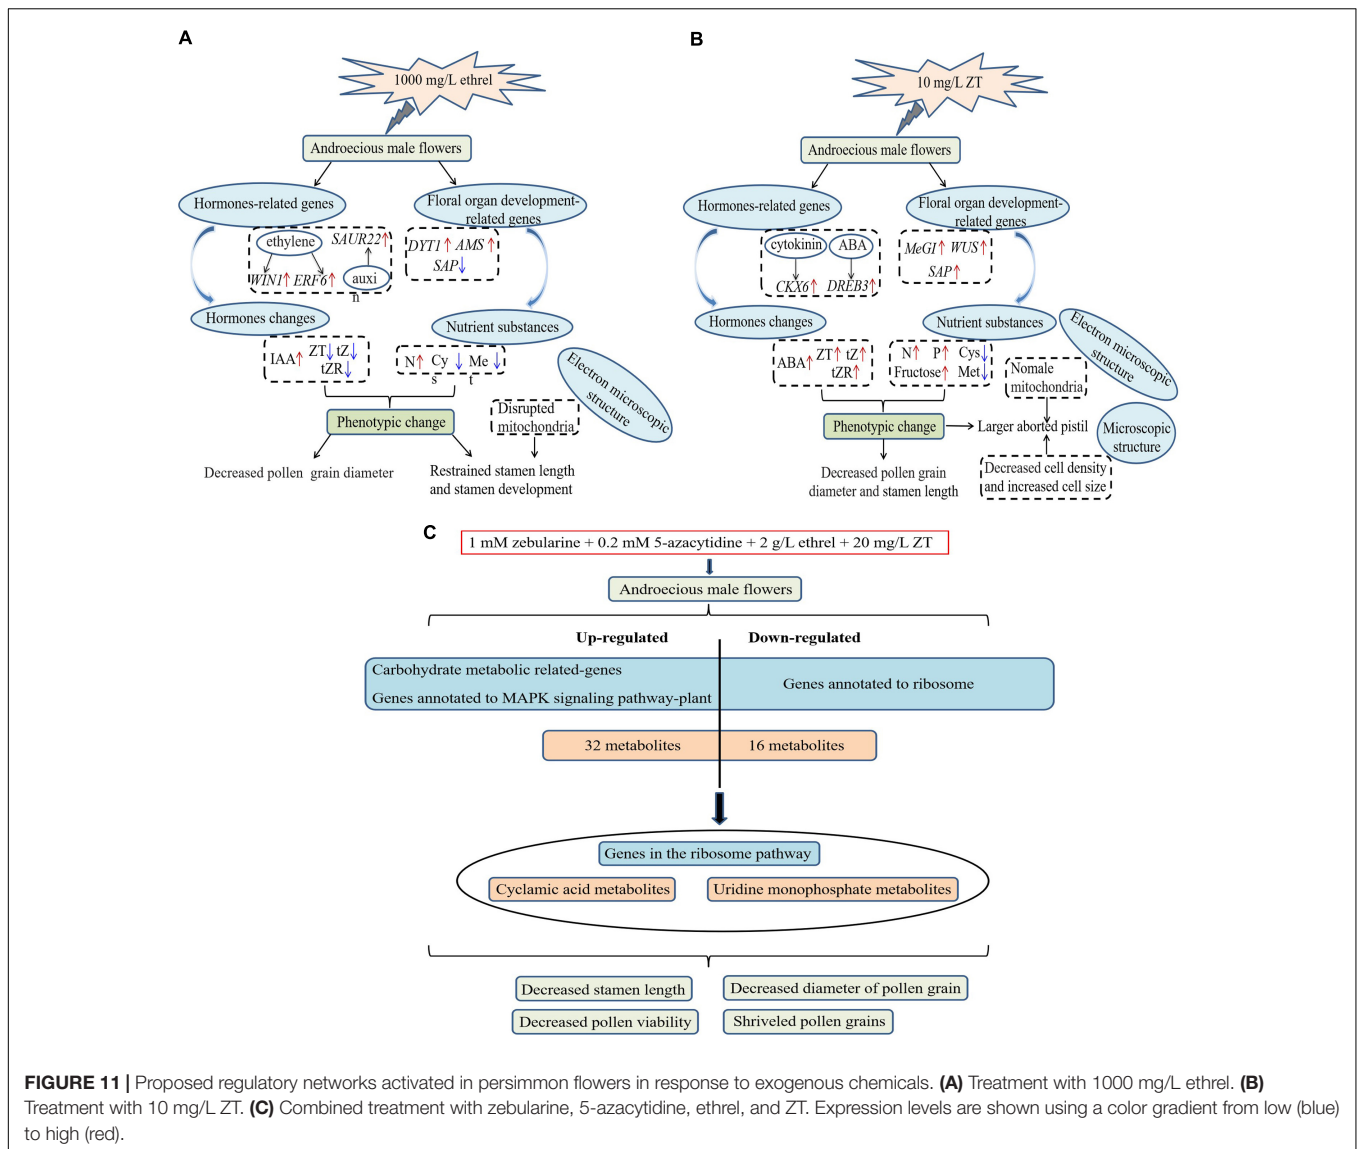 A
1000 mg/L ethrel
Androecious male flowers
Hormones-related genes
Floral organ development-
related genes
ethylene
SAUR22↑
WIN1↑ ERF6↑
auxi
n
DYT1↑ AMS↑
SAP↓
Hormones changes
Nutrient substances
IAA↑ ZT↓ tZ↓
tZR↓
N↑ Cy↓ Me↓
s t
Electron microscopic
structure
Disrupted
mitochondria
Phenotypic change
Decreased pollen grain diameter
Restrained stamen length
and stamen development
B
10 mg/L ZT
Androecious male flowers
Hormones-related genes
Floral organ development-
related genes
cytokinin
ABA
CKX6↑ DREB3↑
MeGI↑ WUS↑
SAP↑
Hormones changes
Nutrient substances
ABA↑ ZT↑ tZ↑
tZR↑
N↑ P↑ Cys↓
Fructose↑ Met↓
Electron microscopic
structure
Nomale
mitochondria
Phenotypic change
Larger aborted pistil
Microscopic
structure
Decreased pollen grain
diameter and stamen length
Decreased cell density
and increased cell size
C
1 mM zebularine + 0.2 mM 5-azacytidine + 2 g/L ethrel + 20 mg/L ZT
Androecious male flowers
Up-regulated
Down-regulated
Carbohydrate metabolic related-genes
Genes annotated to MAPK signaling pathway-plant
Genes annotated to ribosome
32 metabolites
16 metabolites
Genes in the ribosome pathway
Cyclamic acid metabolites
Uridine monophosphate metabolites
Decreased stamen length
Decreased diameter of pollen grain
Decreased pollen viability
Shriveled pollen grains
FIGURE 11 | Proposed regulatory networks activated in persimmon flowers in response to exogenous chemicals. (A) Treatment with 1000 mg/L ethrel. (B)
Treatment with 10 mg/L ZT. (C) Combined treatment with zebularine, 5-azacytidine, ethrel, and ZT. Expression levels are shown using a color gradient from low (blue)
to high (red).